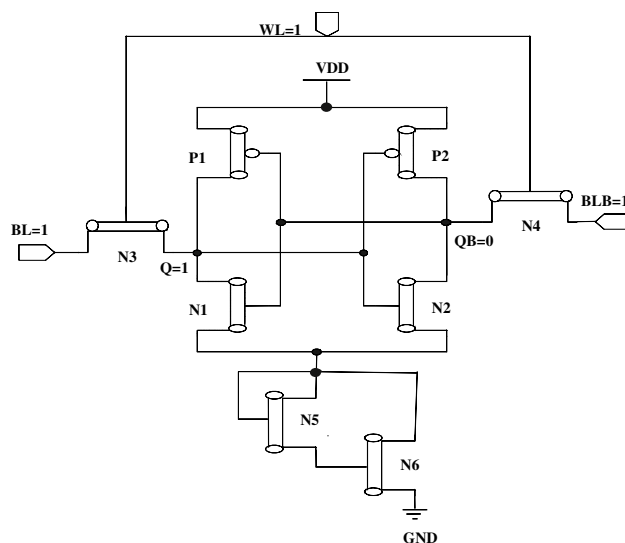 WL=1
VDD
P1
P2
BL=1
BLB=1
N3
Q=1
QB=0
N4
N1
N2
N5
N6
GND